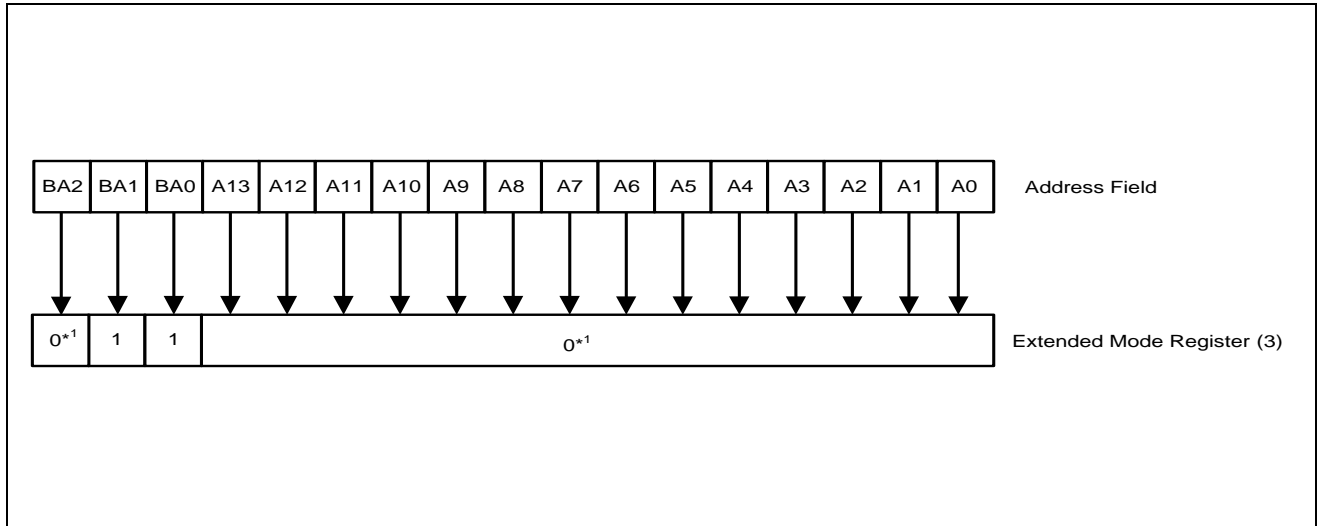 BA2 BA1 BA0 A13 A12 A11 A10 A9 A8 A7 A6 A5 A4 A3 A2 A1 A0 Address Field
0*1 1 1 0*1 Extended Mode Register (3)